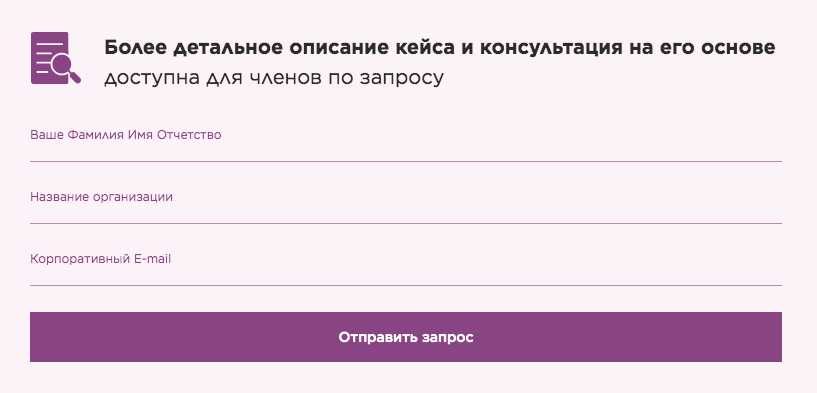 Более детальное описание кейса и консультация на его основе
доступна для членов по запросу
Ваше Фамилия Имя Отчетство
Название организации
Корпоративный E-mail
Отправить запрос